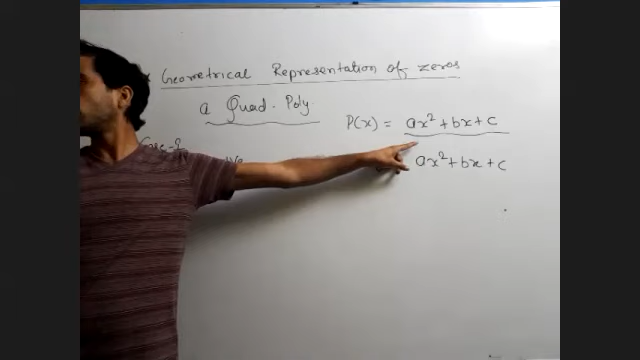 Geometrical Representation of zeros
a Quad. Poly.
P(x) = ax² + bx + c
ax² + bx + c